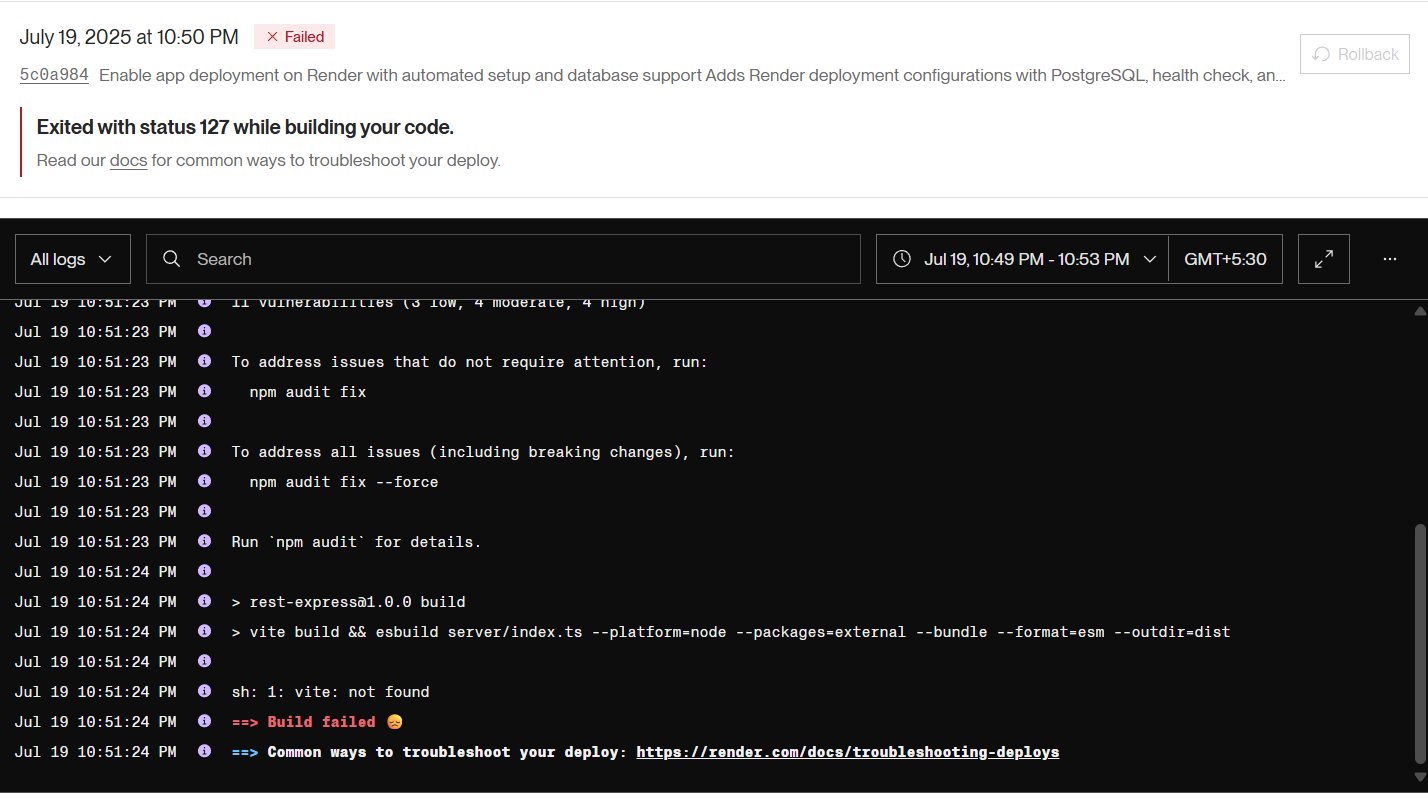 July 19, 2025 at 10:50 PM Failed
Rollback
5c0a984 Enable app deployment on Render with automated setup and database support Adds Render deployment configurations with PostgreSQL, health check, an...
Exited with status 127 while building your code.
Read our docs for common ways to troubleshoot your deploy.
All logs Search Jul 19, 10:49 PM - 10:53 PM GMT+5:30
Jul 19 10:51:23 PM 11 vulnerabilities (3 low, 4 moderate, 4 high)
Jul 19 10:51:23 PM
Jul 19 10:51:23 PM To address issues that do not require attention, run:
Jul 19 10:51:23 PM npm audit fix
Jul 19 10:51:23 PM
Jul 19 10:51:23 PM To address all issues (including breaking changes), run:
Jul 19 10:51:23 PM npm audit fix --force
Jul 19 10:51:23 PM
Jul 19 10:51:23 PM Run `npm audit` for details.
Jul 19 10:51:24 PM
Jul 19 10:51:24 PM > rest-express@1.0.0 build
Jul 19 10:51:24 PM > vite build && esbuild server/index.ts --platform=node --packages=external --bundle --format=esm --outdir=dist
Jul 19 10:51:24 PM
Jul 19 10:51:24 PM sh: 1: vite: not found
Jul 19 10:51:24 PM ==> Build failed 😞
Jul 19 10:51:24 PM ==> Common ways to troubleshoot your deploy: https://render.com/docs/troubleshooting-deploys